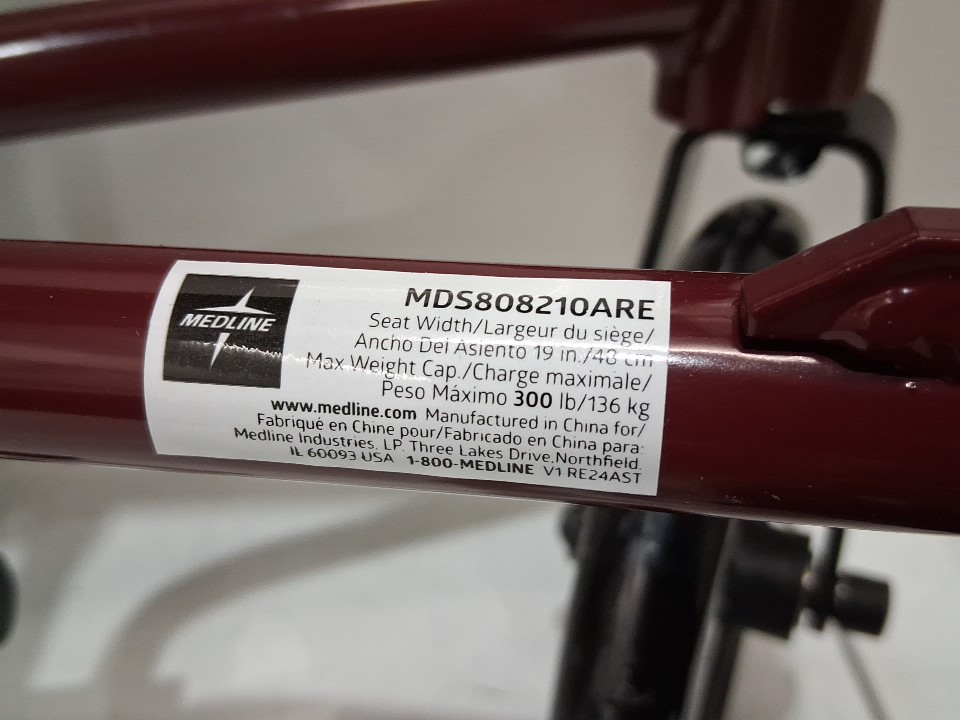 MEDLINE
MDS808210ARE
Seat Width/Largeur du siège/
Ancho Del Asiento 19 in./48 cm
Max Weight Cap./Charge maximale/
Peso Máximo 300 lb/136 kg
www.medline.com Manufactured in China for/
Fabriqué en Chine pour/Fabricado en China para:
Medline Industries, LP, Three Lakes Drive,Northfield,
IL 60093 USA 1-800-MEDLINE V1 RE24AST